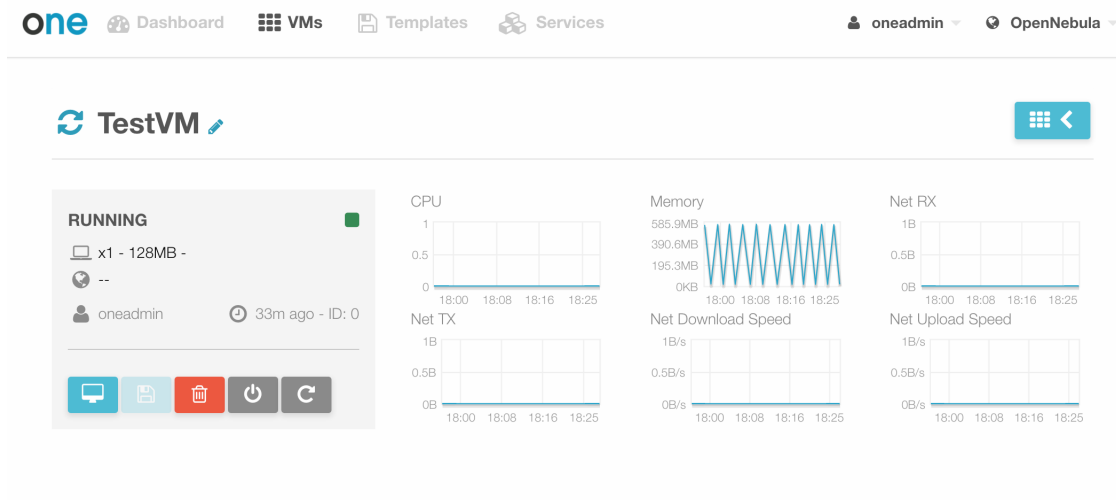 one Dashboard VMs Templates Services oneadmin OpenNebula
TestVM
RUNNING
x1 - 128MB -
--
oneadmin 33m ago - ID: 0
CPU
1
0.5
0
18:00 18:08 18:16 18:25
Memory
585.9MB
390.6MB
195.3MB
0KB
18:00 18:08 18:16 18:25
Net RX
1B
0.5B
0B
18:00 18:08 18:16 18:25
Net TX
1B
0.5B
0B
18:00 18:08 18:16 18:25
Net Download Speed
1B/s
0.5B/s
0B/s
18:00 18:08 18:16 18:25
Net Upload Speed
1B/s
0.5B/s
0B/s
18:00 18:08 18:16 18:25